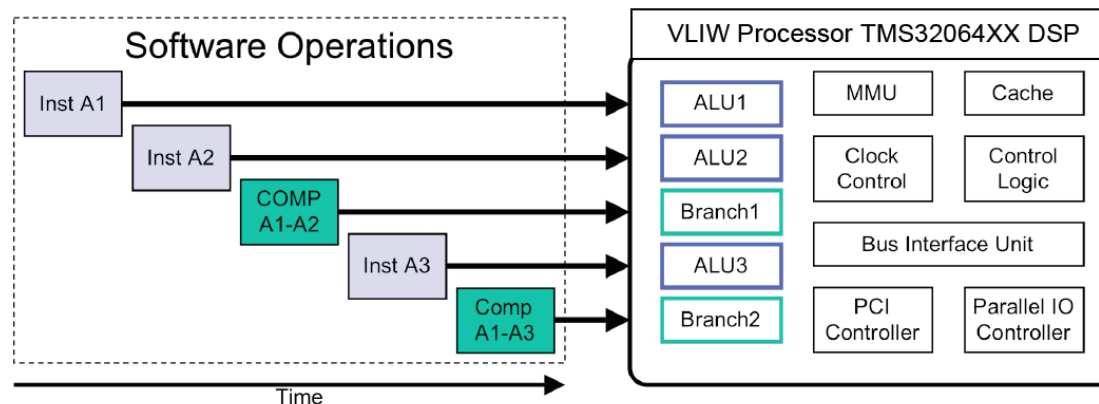 Software Operations
Inst A1
Inst A2
COMP
A1-A2
Inst A3
Comp
A1-A3
Time
VLIW Processor TMS32064XX DSP
ALU1
ALU2
Branch1
ALU3
Branch2
MMU
Cache
Clock
Control
Control
Logic
Bus Interface Unit
PCI
Controller
Parallel IO
Controller